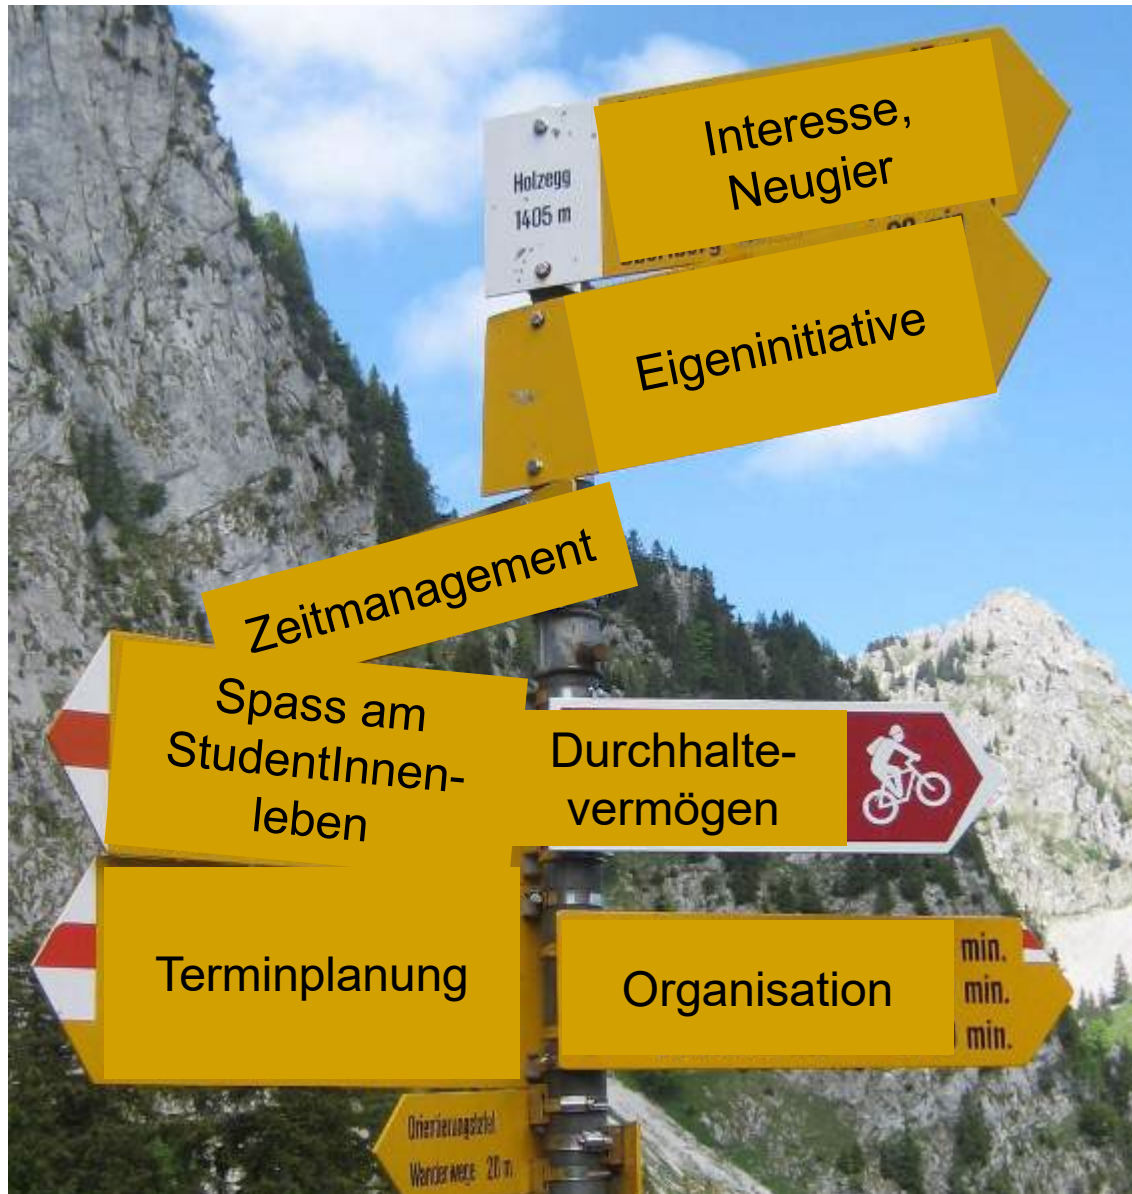 Interesse,
Neugier
Holzegg
1405 m
Eigeninitiative
Zeitmanagement
Spass am
StudentInnen-
leben
Durchhalte-
vermögen
Terminplanung
Organisation
min.
min.
min.
Orientierungstafel
Wanderwege 20 m